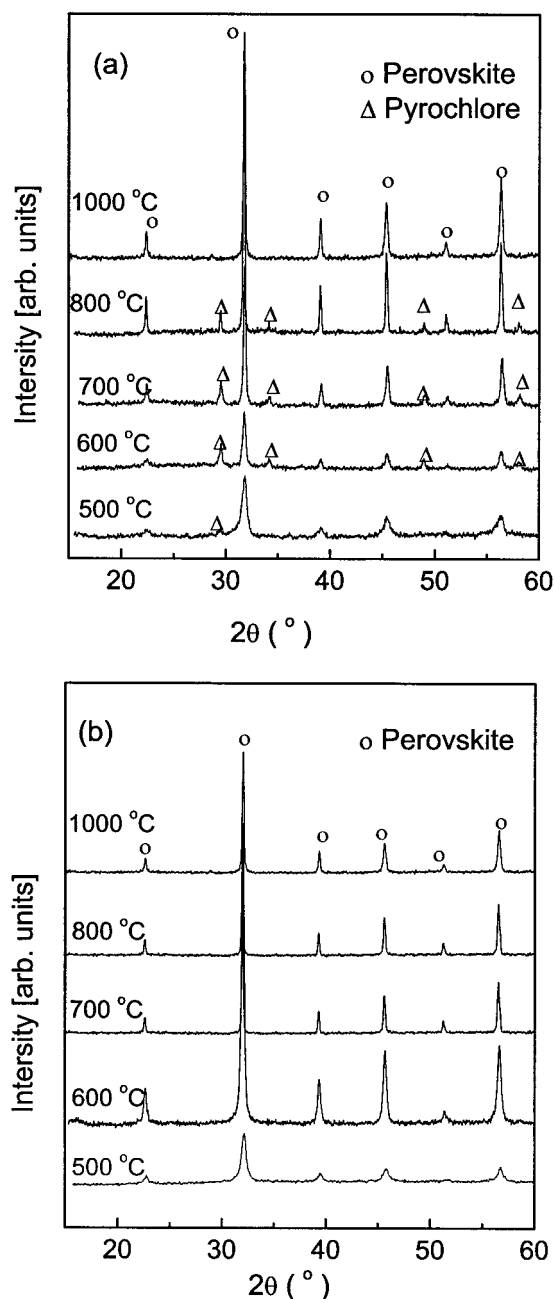 (a)
o Perovskite
Δ Pyrochlore
Intersity [arb. units]
1000 °C
800 °C
700 °C
600 °C
500 °C
20 30 40 50 60
2θ ( ° )
(b)
o Perovskite
Intensity [arb. units]
1000 °C
800 °C
700 °C
600 °C
500 °C
20 30 40 50 60
2θ ( ° )